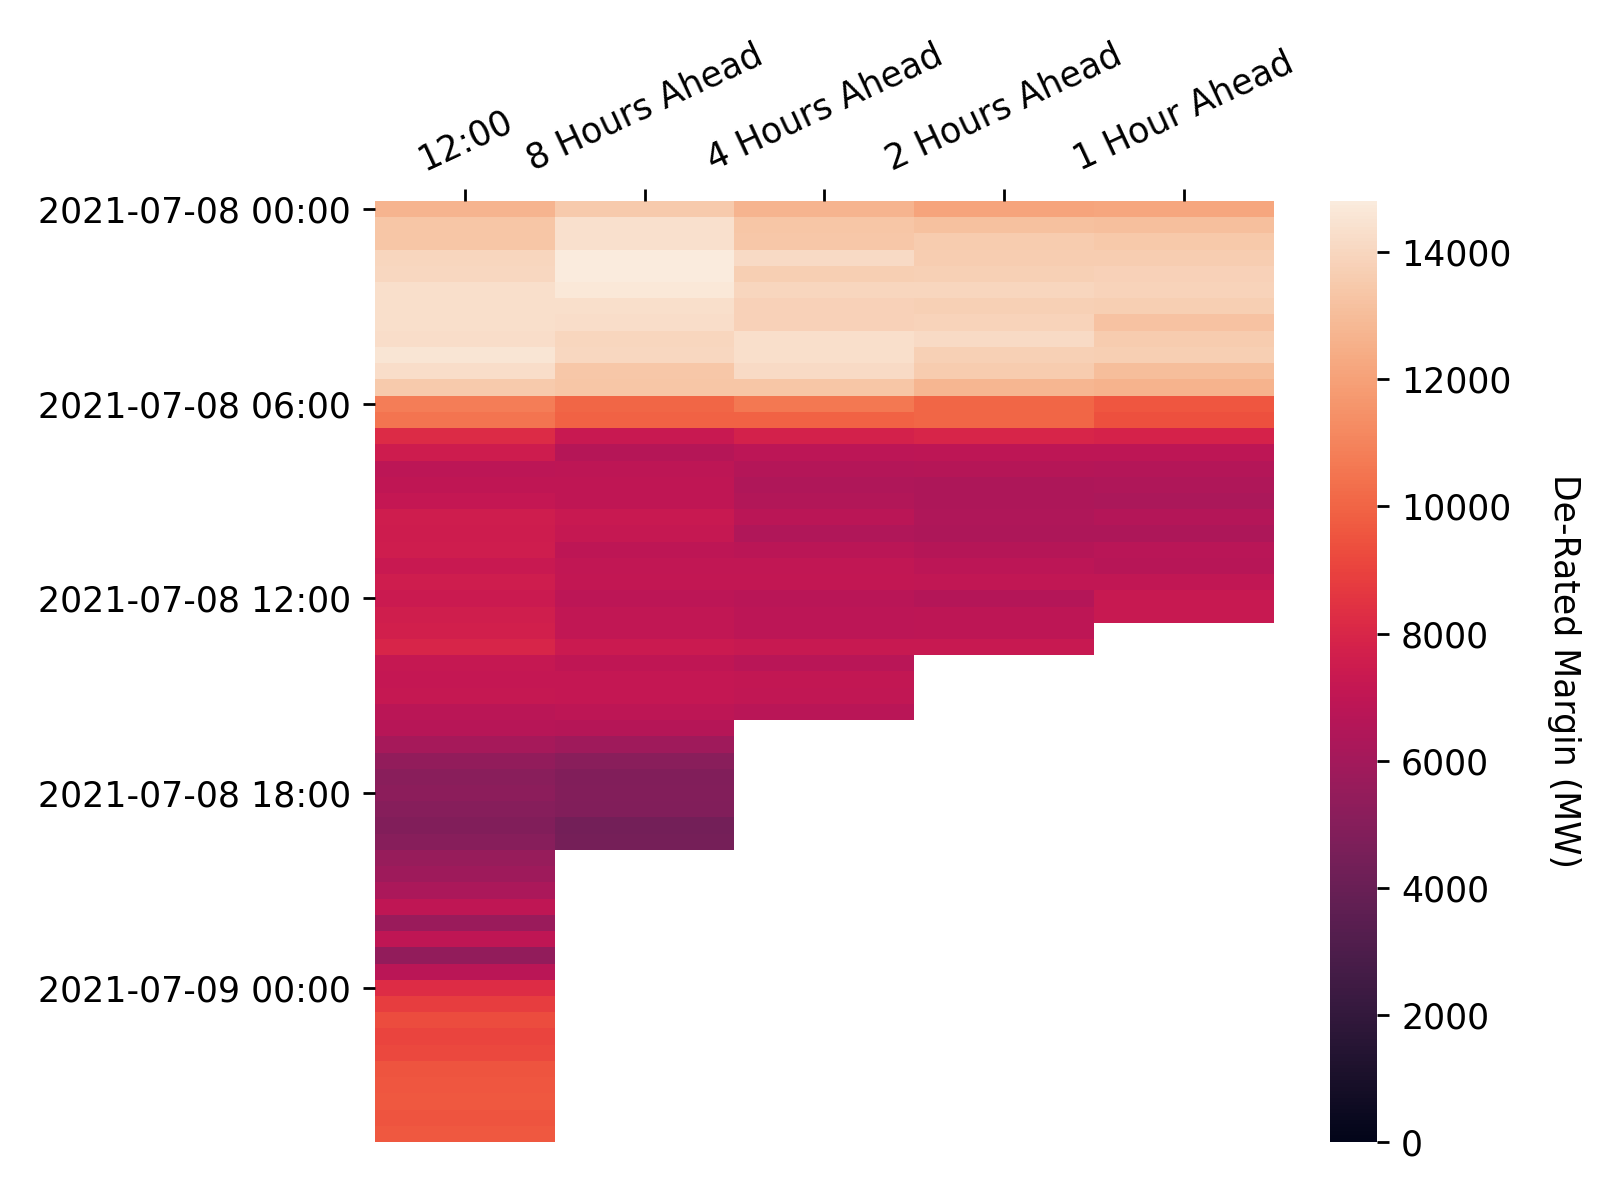 12:00
8 Hours Ahead
4 Hours Ahead
2 Hours Ahead
1 Hour Ahead
2021-07-08 00:00
2021-07-08 06:00
2021-07-08 12:00
2021-07-08 18:00
2021-07-09 00:00
14000
12000
10000
8000
6000
4000
2000
0
De-Rated Margin (MW)